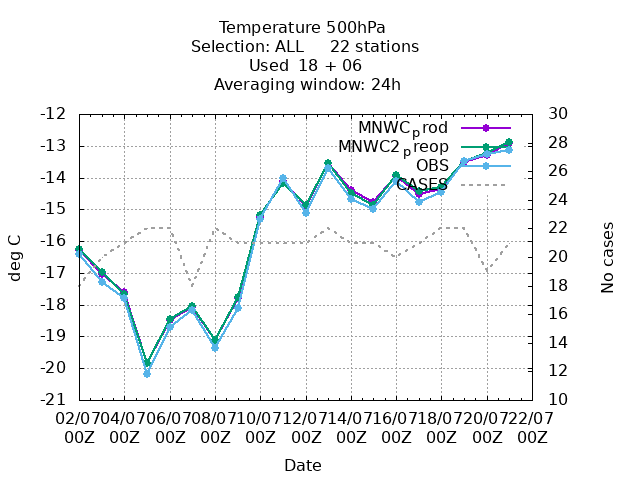 Temperature 500hPa
Selection: ALL 22 stations
Used 18 + 06
Averaging window: 24h
-12 30
-13 28
-14 26
-15 24
-16 22
-17 20
-18 18
-19 16
-20 14
-21 12
10
MNWCprod
MNWC2preop
OBS
CASES
deg C
No cases
02/07 04/07 06/07 08/07 10/07 12/07 14/07 16/07 18/07 20/07 22/07
00Z 00Z 00Z 00Z 00Z 00Z 00Z 00Z 00Z 00Z 00Z
Date